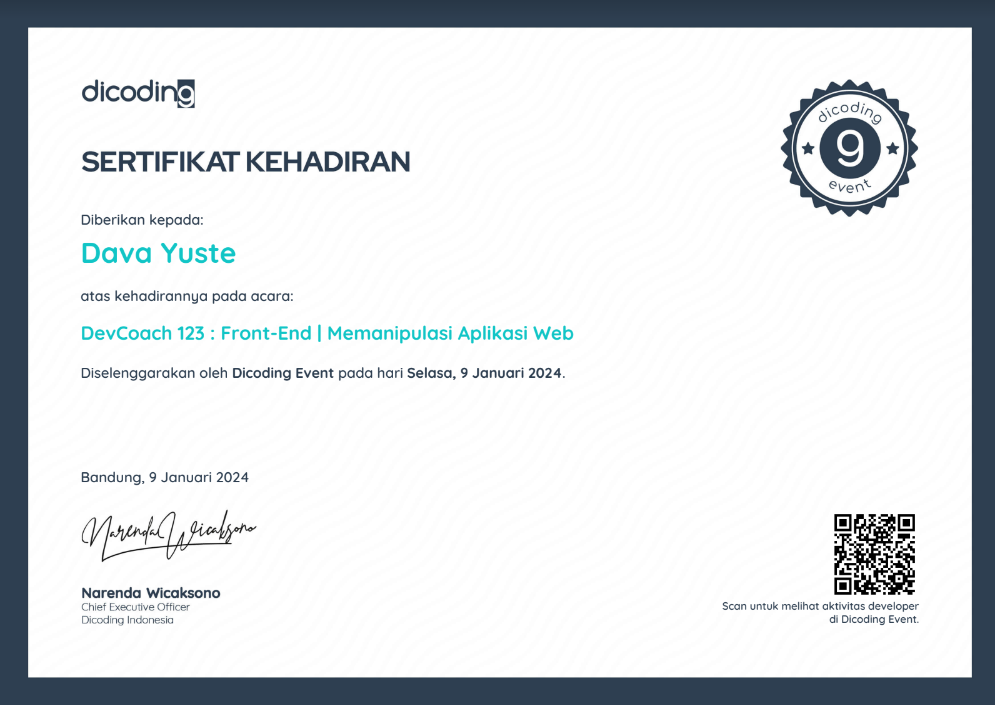 dicoding
SERTIFIKAT KEHADIRAN
dicoding
9
event
Diberikan kepada:
Dava Yuste
atas kehadirannya pada acara:
DevCoach 123 : Front-End | Memanipulasi Aplikasi Web
Diselenggarakan oleh Dicoding Event pada hari Selasa, 9 Januari 2024.
Bandung, 9 Januari 2024
Narenda Wicaksono
Narenda Wicaksono
Chief Executive Officer
Dicoding Indonesia
Scan untuk melihat aktivitas developer
di Dicoding Event.